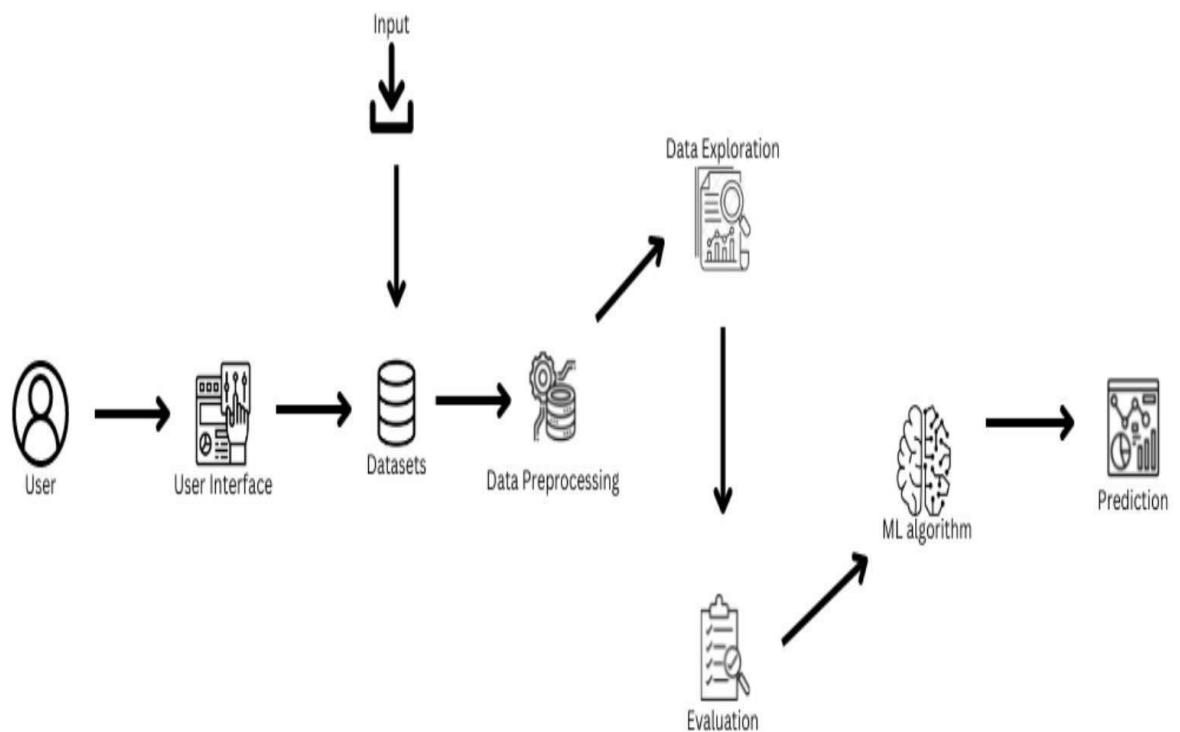 Input
Data Exploration
User
User Interface
Datasets
Data Preprocessing
ML algorithm
Prediction
Evaluation